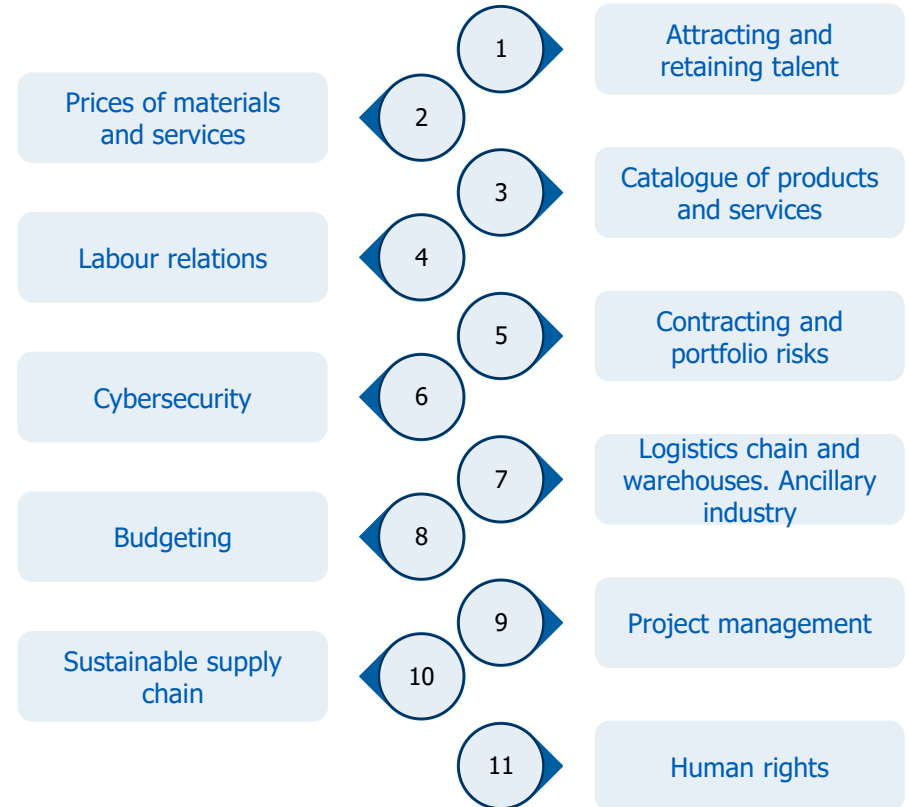 1
Attracting and
retaining talent
Prices of materials
and services
2
3
Catalogue of products
and services
Labour relations
4
5
Contracting and
portfolio risks
Cybersecurity
6
7
Logistics chain and
warehouses. Ancillary
industry
Budgeting
8
9
Project management
Sustainable supply
chain
10
11
Human rights